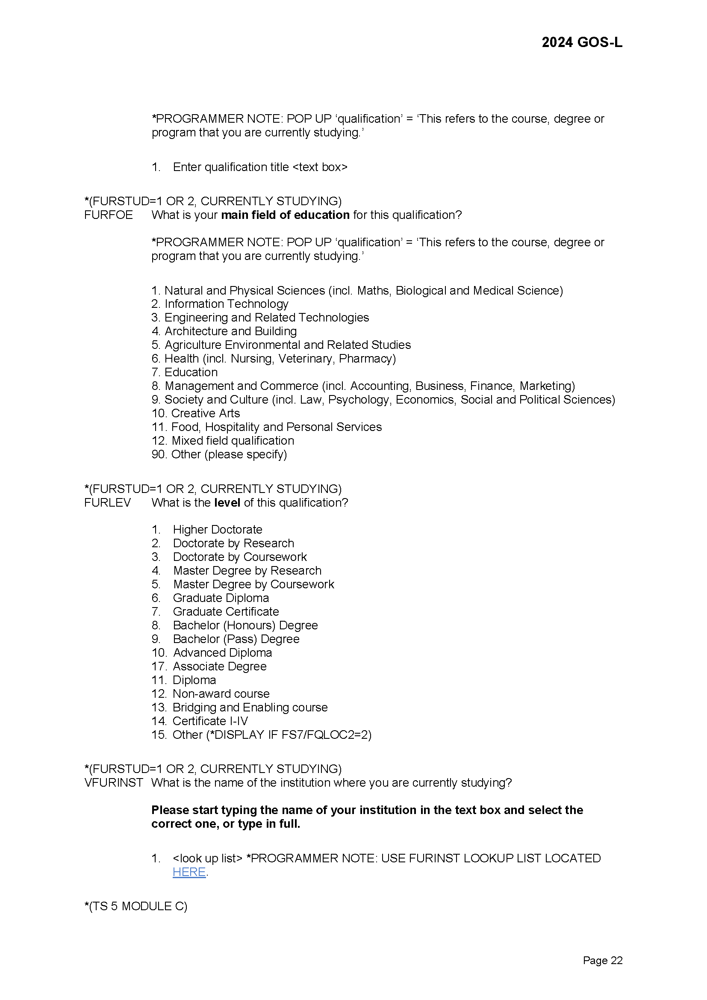 2024 GOS-L
*PROGRAMMER NOTE: POP UP ‘qualification’ = ‘This refers to the course, degree or
program that you are currently studying.’
1. Enter qualification title <text box>
*(FURSTUD=1 OR 2, CURRENTLY STUDYING)
FURFOE What is your main field of education for this qualification?
*PROGRAMMER NOTE: POP UP ‘qualification’ = ‘This refers to the course, degree or
program that you are currently studying.’
1. Natural and Physical Sciences (incl. Maths, Biological and Medical Science)
2. Information Technology
3. Engineering and Related Technologies
4. Architecture and Building
5. Agriculture Environmental and Related Studies
6. Health (incl. Nursing, Veterinary, Pharmacy)
7. Education
8. Management and Commerce (incl. Accounting, Business, Finance, Marketing)
9. Society and Culture (incl. Law, Psychology, Economics, Social and Political Sciences)
10. Creative Arts
11. Food, Hospitality and Personal Services
12. Mixed field qualification
90. Other (please specify)
*(FURSTUD=1 OR 2, CURRENTLY STUDYING)
FURLEV What is the level of this qualification?
1. Higher Doctorate
2. Doctorate by Research
3. Doctorate by Coursework
4. Master Degree by Research
5. Master Degree by Coursework
6. Graduate Diploma
7. Graduate Certificate
8. Bachelor (Honours) Degree
9. Bachelor (Pass) Degree
10. Advanced Diploma
17. Associate Degree
11. Diploma
12. Non-award course
13. Bridging and Enabling course
14. Certificate I-IV
15. Other (*DISPLAY IF FS7/FQLOC2=2)
*(FURSTUD=1 OR 2, CURRENTLY STUDYING)
VFURINST What is the name of the institution where you are currently studying?
Please start typing the name of your institution in the text box and select the
correct one, or type in full.
1. <look up list> *PROGRAMMER NOTE: USE FURINST LOOKUP LIST LOCATED
HERE.
*(TS 5 MODULE C)
Page 22